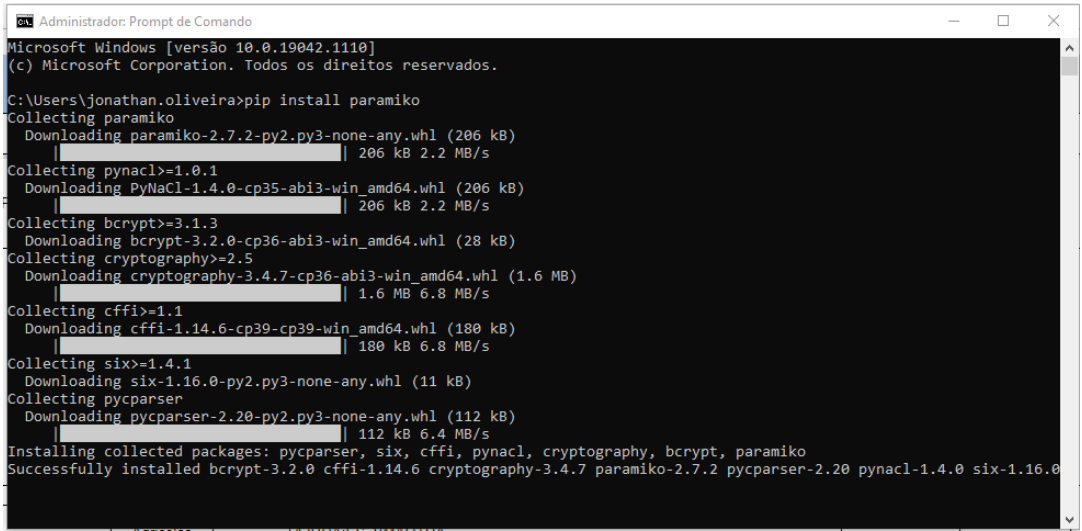 Administrador: Prompt de Comando
Microsoft Windows [versão 10.0.19042.1110]
(c) Microsoft Corporation. Todos os direitos reservados.
C:\Users\jonathan.oliveira>pip install paramiko
Collecting paramiko
Downloading paramiko-2.7.2-py2.py3-none-any.whl (206 kB)
| | 206 kB 2.2 MB/s
Collecting pynacl>=1.0.1
Downloading PyNaCl-1.4.0-cp35-abi3-win_amd64.whl (206 kB)
| | 206 kB 2.2 MB/s
Collecting bcrypt>=3.1.3
Downloading bcrypt-3.2.0-cp36-abi3-win_amd64.whl (28 kB)
Collecting cryptography>=2.5
Downloading cryptography-3.4.7-cp36-abi3-win_amd64.whl (1.6 MB)
| | 1.6 MB 6.8 MB/s
Collecting cffi>=1.1
Downloading cffi-1.14.6-cp39-cp39-win_amd64.whl (180 kB)
| | 180 kB 6.8 MB/s
Collecting six>=1.4.1
Downloading six-1.16.0-py2.py3-none-any.whl (11 kB)
Collecting pycparser
Downloading pycparser-2.20-py2.py3-none-any.whl (112 kB)
| | 112 kB 6.4 MB/s
Installing collected packages: pycparser, six, cffi, pynacl, cryptography, bcrypt, paramiko
Successfully installed bcrypt-3.2.0 cffi-1.14.6 cryptography-3.4.7 paramiko-2.7.2 pycparser-2.20 pynacl-1.4.0 six-1.16.0